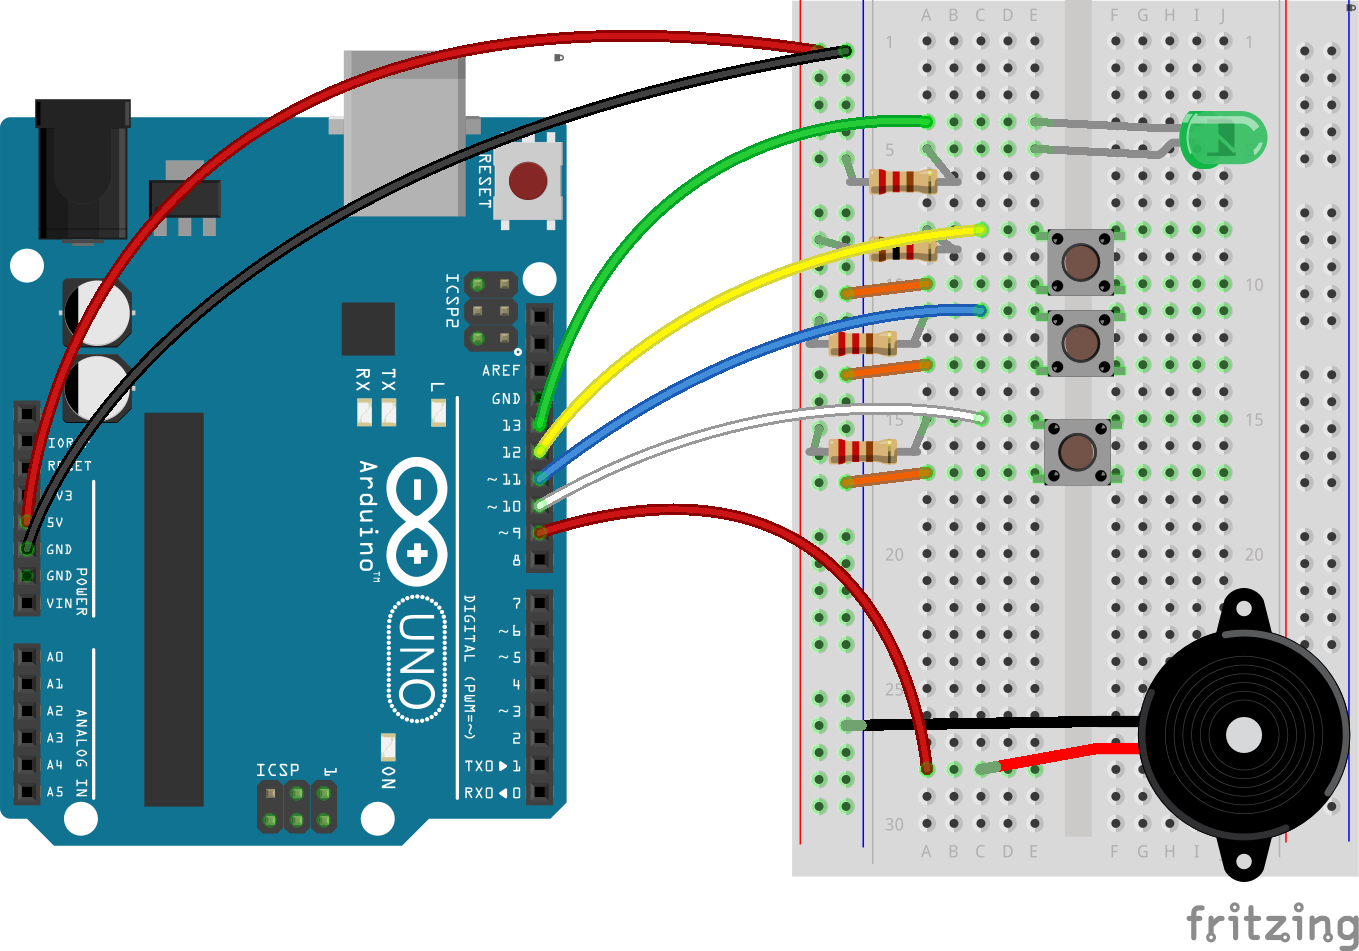 A B C D E F G H I J
1 1
5
10 10
15 15
20 20
25
30
A B C D E F G H I
RESET
ICSP2
AREF
GND
13
12
~11
~10
~9
8
7
~6
~5
4
~3
2
TX0▶1
RX0◀0
RX
TX
L
RESET
5V
GND
GND
VIN
POWER
A0
A1
A2
A3
A4
A5
ANALOG IN
Arduino™
UNO
DIGITAL (PWM=~)
ICSP
1
ON
fritzing